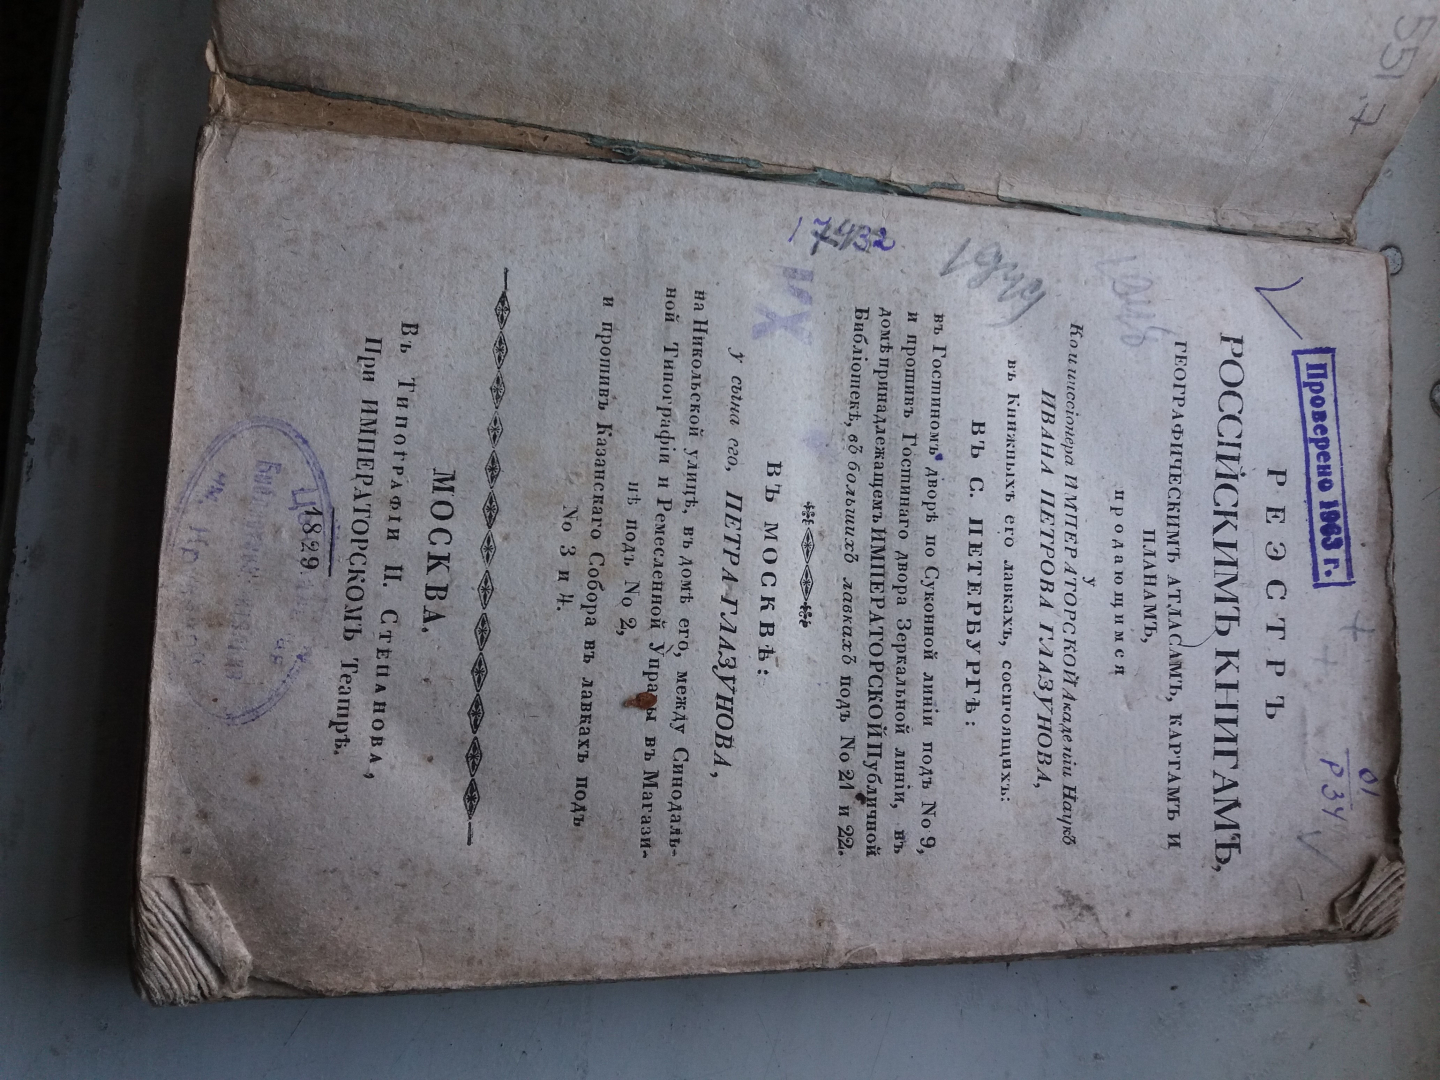 551.7
Проверено 1963 г.
01
Р34
РЕЭСТРЪ
РОССІЙСКИМЪ КНИГАМЪ,
ГЕОГРАФИЧЕСКИМЪ АТЛАСАМЪ, КАРТАМЪ И
ПЛАНАМЪ,
продающимся
у
Коммиссіонера ИМПЕРАТОРСКОЙ Академіи Наукъ
ИВАНА ПЕТРОВА ГЛАЗУНОВА,
въ Книжныхъ его лавкахъ, состоящихъ:
ВЪ С. ПЕТЕРБУРГѢ:
въ Гостиномъ дворѣ по Суконной линіи подъ No 9,
и противъ Гостинаго двора Зеркальной линіи, въ
домѣ принадлежащемъ ИМПЕРАТОРСКОЙ Публичной
Библіотекѣ, въ большихъ лавкахъ подъ No 21 и 22.
17432
ВЪ МОСКВѢ:
у сына его, ПЕТРА ГЛАЗУНОВА,
на Никольской улицѣ, въ домѣ его, между Синодаль-
ной Типографіи и Ремесленной Управы въ Магази-
нѣ подъ No 2,
и противъ Казанскаго Собора въ лавкахъ подъ
No 3 и 4.
МОСКВА.
Въ Типографіи П. Степанова,
При ИМПЕРАТОРСКОМЪ Театрѣ.
1829